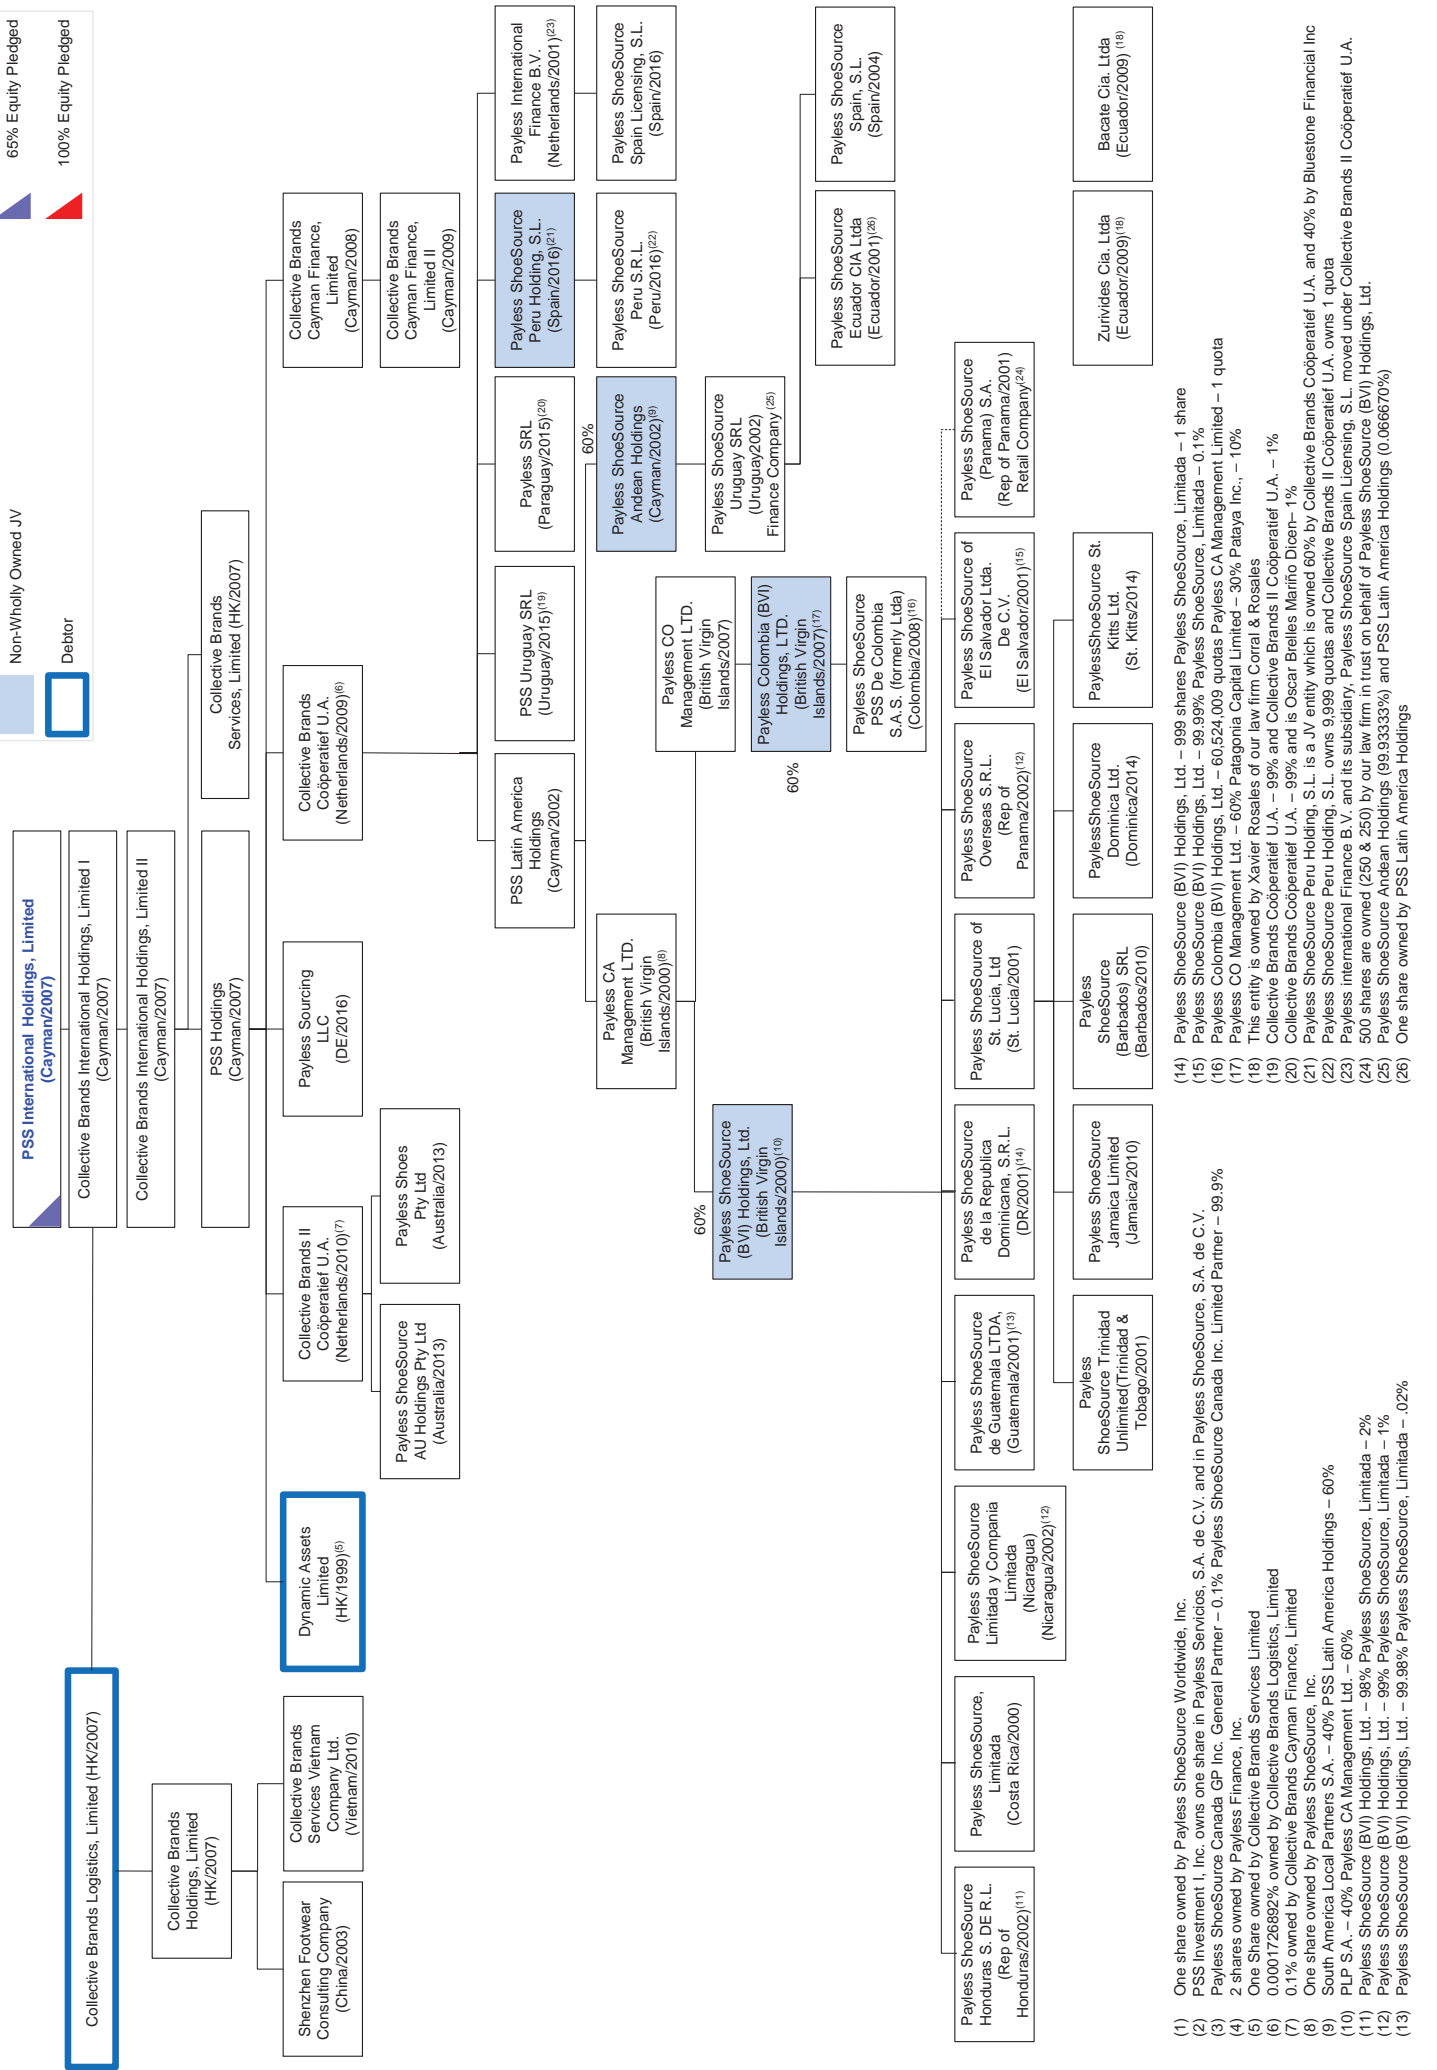 Non-Wholly Owned JV
Debtor
65% Equity Pledged
100% Equity Pledged
PSS International Holdings, Limited
(Cayman/2007)
Collective Brands Logistics, Limited (HK/2007)
Collective Brands International Holdings, Limited I
(Cayman/2007)
Collective Brands International Holdings, Limited II
(Cayman/2007)
Collective Brands
Holdings, Limited
(HK/2007)
PSS Holdings
(Cayman/2007)
Collective Brands
Services, Limited (HK/2007)
Shenzhen Footwear
Consulting Company
(China/2003)
Collective Brands
Services Vietnam
Company Ltd.
(Vietnam/2010)
Dynamic Assets
Limited
(HK/1999)(5)
Collective Brands II
Coöperatief U.A.
(Netherlands/2010)(7)
Payless Sourcing
LLC
(DE/2016)
Collective Brands
Coöperatief U.A.
(Netherlands/2009)(6)
Collective Brands
Cayman Finance,
Limited
(Cayman/2008)
Payless ShoeSource
AU Holdings Pty Ltd
(Australia/2013)
Payless Shoes
Pty Ltd
(Australia/2013)
Collective Brands
Cayman Finance,
Limited II
(Cayman/2009)
PSS Latin America
Holdings
(Cayman/2002)
PSS Uruguay SRL
(Uruguay/2015)(19)
Payless SRL
(Paraguay/2015)(20)
Payless ShoeSource
Peru Holding, S.L.
(Spain/2016)(21)
Payless International
Finance B.V.
(Netherlands/2001)(23)
60%
Payless CA
Management LTD.
(British Virgin
Islands/2000)(8)
Payless ShoeSource
Andean Holdings
(Cayman/2002)(9)
Payless ShoeSource
Peru S.R.L.
(Peru/2016)(22)
Payless ShoeSource
Spain Licensing, S.L.
(Spain/2016)
Payless CO
Management LTD.
(British Virgin
Islands/2007)
Payless ShoeSource
Uruguay SRL
(Uruguay2002)
Finance Company(25)
60%
Payless ShoeSource
(BVI) Holdings, Ltd.
(British Virgin
Islands/2000)(10)
60%
Payless Colombia (BVI)
Holdings, LTD.
(British Virgin
Islands/2007)(17)
Payless ShoeSource
PSS De Colombia
S.A.S. (formerly Ltda)
(Colombia/2008)(16)
Payless ShoeSource
Ecuador CIA Ltda
(Ecuador/2001)(26)
Payless ShoeSource
Spain, S.L.
(Spain/2004)
Payless ShoeSource
Honduras S. DE R.L.
(Rep of
Honduras/2002)(11)
Payless ShoeSource,
Limitada
(Costa Rica/2000)
Payless ShoeSource
Limitada y Compania
Limitada
(Nicaragua)
(Nicaragua/2002)(12)
Payless ShoeSource
de Guatemala LTDA,
(Guatemala/2001)(13)
Payless ShoeSource
de la Republica
Dominicana, S.R.L.
(DR/2001)(14)
Payless ShoeSource of
St. Lucia, Ltd
(St. Lucia/2001)
Payless ShoeSource
Overseas S.R.L.
(Rep of
Panama/2002)(12)
Payless ShoeSource of
El Salvador Ltda.
De C.V.
(El Salvador/2001)(15)
Payless ShoeSource
(Panama) S.A.
(Rep of Panama/2001)
Retail Company(24)
Payless
ShoeSource Trinidad
Unlimited(Trinidad &
Tobago/2001)
Payless ShoeSource
Jamaica Limited
(Jamaica/2010)
Payless
ShoeSource
(Barbados) SRL
(Barbados/2010)
PaylessShoeSource
Dominica Ltd.
(Dominica/2014)
PaylessShoeSource St.
Kitts Ltd.
(St. Kitts/2014)
Zurivides Cia. Ltda
(Ecuador/2009) (18)
Bacate Cia. Ltda
(Ecuador/2009) (18)
(1) One share owned by Payless ShoeSource Worldwide, Inc.
(2) PSS Investment I, Inc. owns one share in Payless Servicios, S.A. de C.V. and in Payless ShoeSource, S.A. de C.V.
(3) Payless ShoeSource Canada GP Inc. General Partner – 0.1% Payless ShoeSource Canada Inc. Limited Partner – 99.9%
(4) 2 shares owned by Payless Finance, Inc.
(5) One Share owned by Collective Brands Services Limited
(6) 0.0001726892% owned by Collective Brands Logistics, Limited
(7) 0.1% owned by Collective Brands Cayman Finance, Limited
(8) One share owned by Payless ShoeSource, Inc.
(9) South America Local Partners S.A. – 40% PSS Latin America Holdings – 60%
(10) PLP S.A. – 40% Payless CA Management Ltd. – 60%
(11) Payless ShoeSource (BVI) Holdings, Ltd. – 98% Payless ShoeSource, Limitada – 2%
(12) Payless ShoeSource (BVI) Holdings, Ltd. – 99% Payless ShoeSource, Limitada – 1%
(13) Payless ShoeSource (BVI) Holdings, Ltd. – 99.98% Payless ShoeSource, Limitada – .02%
(14) Payless ShoeSource (BVI) Holdings, Ltd. – 999 shares Payless ShoeSource, Limitada – 1 share
(15) Payless ShoeSource (BVI) Holdings, Ltd. – 99.99% Payless ShoeSource, Limitada – 0.1%
(16) Payless Colombia (BVI) Holdings, Ltd. – 60,524,009 quotas Payless CA Management Limited – 1 quota
(17) Payless CO Management Ltd. – 60% Patagonia Capital Limited – 30% Pataya Inc., – 10%
(18) This entity is owned by Xavier Rosales of our law firm Corral & Rosales
(19) Collective Brands Coöperatief U.A. – 99% and Collective Brands II Coöperatief U.A. – 1%
(20) Collective Brands Coöperatief U.A. – 99% and is Oscar Brelles Mariño Dicen– 1%
(21) Payless ShoeSource Peru Holding, S.L. is a JV entity which is owned 60% by Collective Brands Coöperatief U.A. and 40% by Bluestone Financial Inc
(22) Payless ShoeSource Peru Holding, S.L. owns 9,999 quotas and Collective Brands II Coöperatief U.A. owns 1 quota
(23) Payless international Finance B.V. and its subsidiary, Payless ShoeSource Spain Licensing, S.L. moved under Collective Brands II Coöperatief U.A.
(24) 500 shares are owned (250 & 250) by our law firm in trust on behalf of Payless ShoeSource (BVI) Holdings, Ltd.
(25) Payless ShoeSource Andean Holdings (99.93333%) and PSS Latin America Holdings (0.066670%)
(26) One share owned by PSS Latin America Holdings